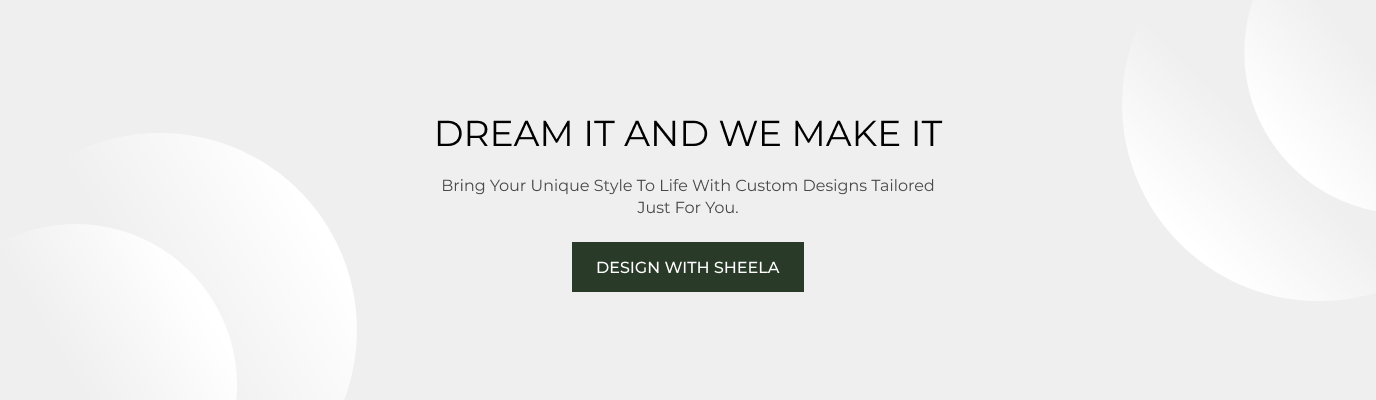 DREAM IT AND WE MAKE IT
Bring Your Unique Style To Life With Custom Designs Tailored
Just For You.
DESIGN WITH SHEELA